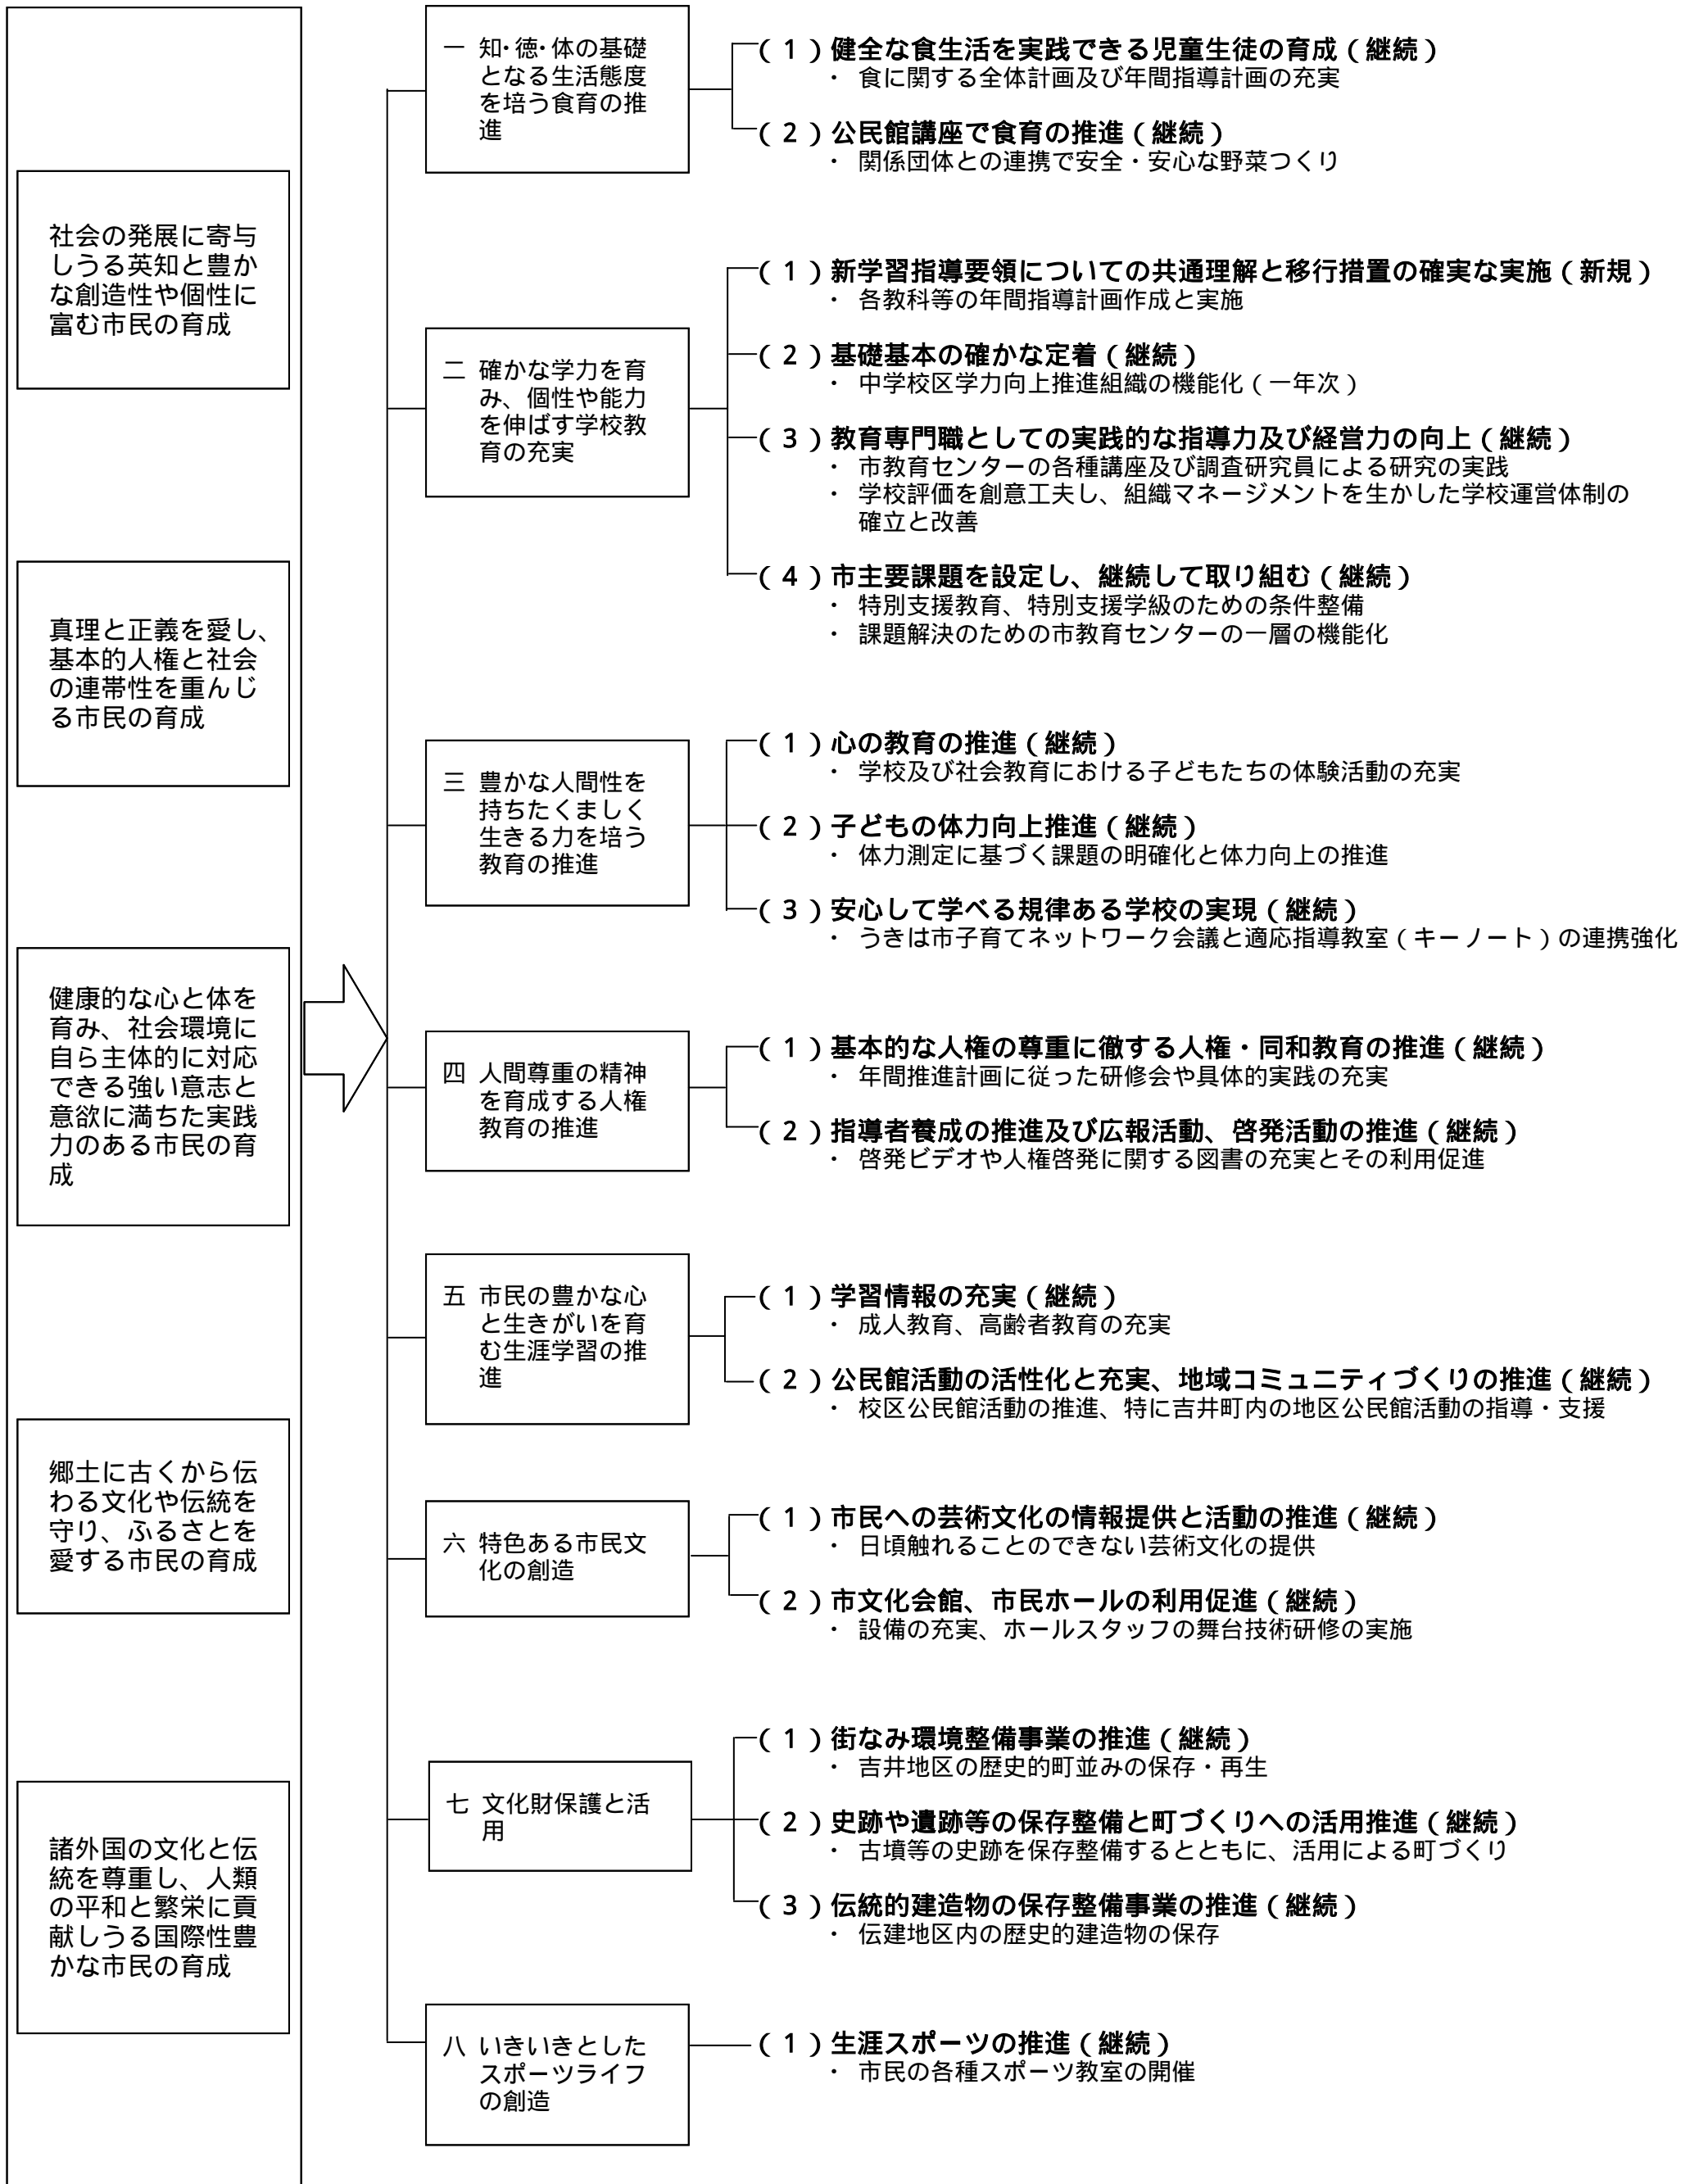 社会の発展に寄与
しうる英知と豊か
な創造性や個性に
富む市民の育成
真理と正義を愛し、
基本的人権と社会
の連帯性を重んじ
る市民の育成
健康的な心と体を
育み、社会環境に
自ら主体的に対応
できる強い意志と
意欲に満ちた実践
力のある市民の育
成
郷土に古くから伝
わる文化や伝統を
守り、ふるさとを
愛する市民の育成
諸外国の文化と伝
統を尊重し、人類
の平和と繁栄に貢
献しうる国際性豊
かな市民の育成
一 知・徳・体の基礎
となる生活態度
を培う食育の推
進
(1)健全な食生活を実践できる児童生徒の育成(継続)
・ 食に関する全体計画及び年間指導計画の充実
(2)公民館講座で食育の推進(継続)
・ 関係団体との連携で安全・安心な野菜つくり
二 確かな学力を育
み、個性や能力
を伸ばす学校教
育の充実
(1)新学習指導要領についての共通理解と移行措置の確実な実施(新規)
・ 各教科等の年間指導計画作成と実施
(2)基礎基本の確かな定着(継続)
・ 中学校区学力向上推進組織の機能化(一年次)
(3)教育専門職としての実践的な指導力及び経営力の向上(継続)
・ 市教育センターの各種講座及び調査研究員による研究の実践
・ 学校評価を創意工夫し、組織マネージメントを生かした学校運営体制の
確立と改善
(4)市主要課題を設定し、継続して取り組む(継続)
・ 特別支援教育、特別支援学級のための条件整備
・ 課題解決のための市教育センターの一層の機能化
三 豊かな人間性を
持ちたくましく
生きる力を培う
教育の推進
(1)心の教育の推進(継続)
・ 学校及び社会教育における子どもたちの体験活動の充実
(2)子どもの体力向上推進(継続)
・ 体力測定に基づく課題の明確化と体力向上の推進
(3)安心して学べる規律ある学校の実現(継続)
・ うきは市子育てネットワーク会議と適応指導教室(キーノート)の連携強化
四 人間尊重の精神
を育成する人権
教育の推進
(1)基本的な人権の尊重に徹する人権・同和教育の推進(継続)
・ 年間推進計画に従った研修会や具体的実践の充実
(2)指導者養成の推進及び広報活動、啓発活動の推進(継続)
・ 啓発ビデオや人権啓発に関する図書の充実とその利用促進
五 市民の豊かな心
と生きがいを育
む生涯学習の推
進
(1)学習情報の充実(継続)
・ 成人教育、高齢者教育の充実
(2)公民館活動の活性化と充実、地域コミュニティづくりの推進(継続)
・ 校区公民館活動の推進、特に吉井町内の地区公民館活動の指導・支援
六 特色ある市民文
化の創造
(1)市民への芸術文化の情報提供と活動の推進(継続)
・ 日頃触れることのできない芸術文化の提供
(2)市文化会館、市民ホールの利用促進(継続)
・ 設備の充実、ホールスタッフの舞台技術研修の実施
七 文化財保護と活
用
(1)街なみ環境整備事業の推進(継続)
・ 吉井地区の歴史的町並みの保存・再生
(2)史跡や遺跡等の保存整備と町づくりへの活用推進(継続)
・ 古墳等の史跡を保存整備するとともに、活用による町づくり
(3)伝統的建造物の保存整備事業の推進(継続)
・ 伝建地区内の歴史的建造物の保存
八 いきいきとした
スポーツライフ
の創造
(1)生涯スポーツの推進(継続)
・ 市民の各種スポーツ教室の開催